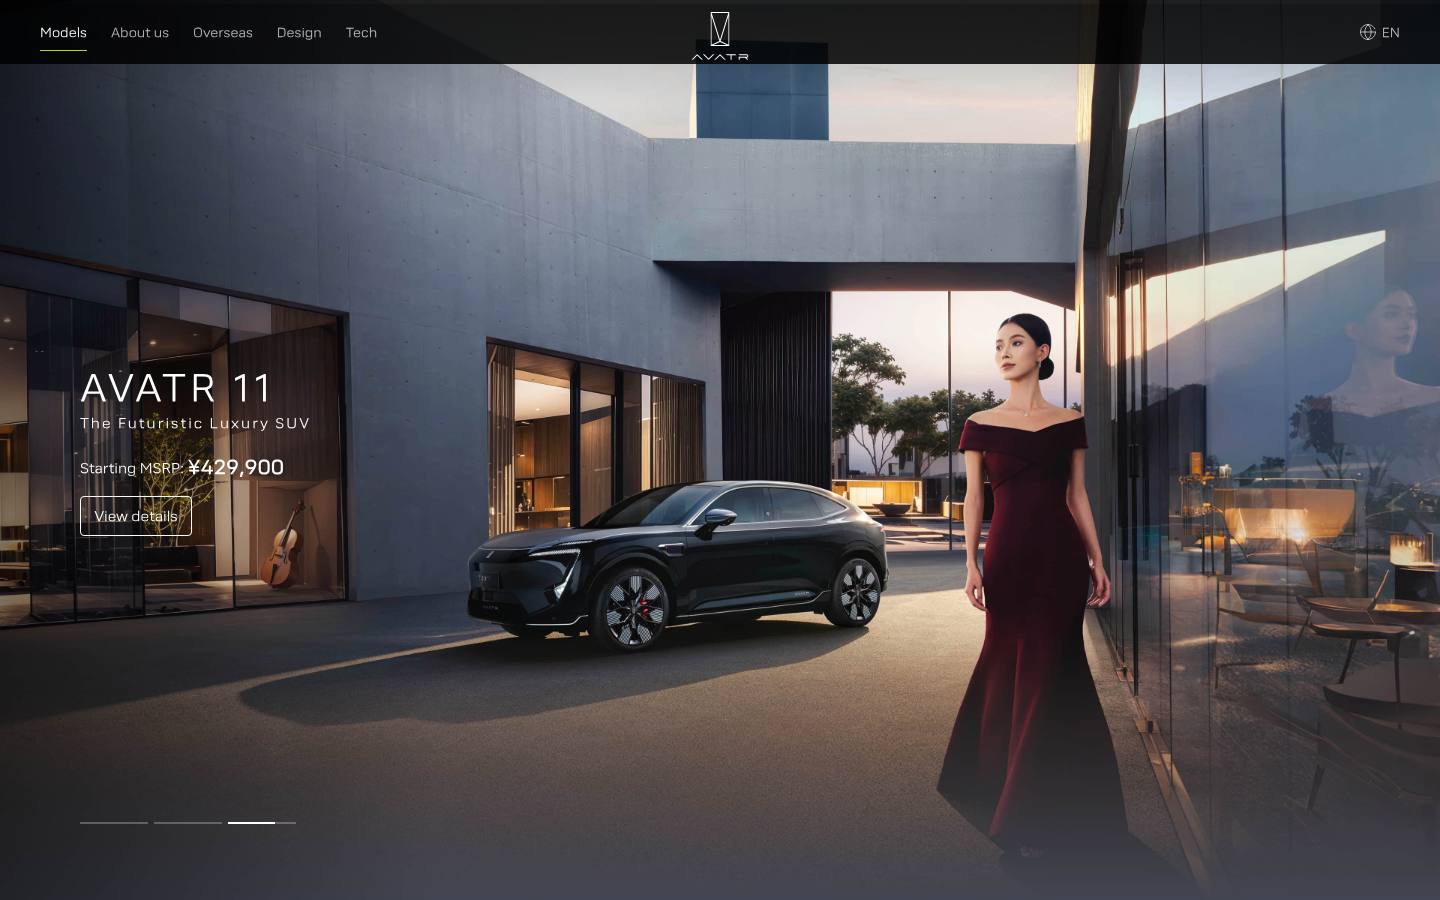 Models
About us
Overseas
Design
Tech
AVATR
EN
AVATR 11
The Futuristic Luxury SUV
Starting MSRP: ¥429,900
View details